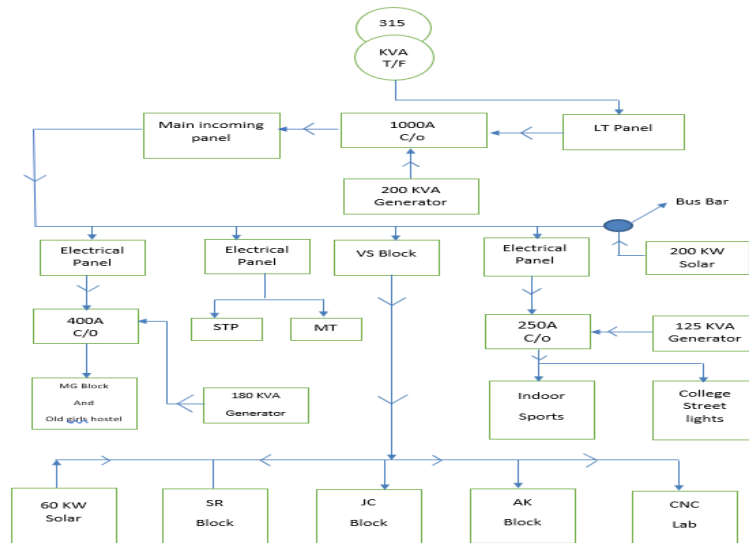 315
KVA
T/F
Main incoming
panel
1000A
C/o
LT Panel
200 KVA
Generator
Bus Bar
Electrical
Panel
Electrical
Panel
VS Block
Electrical
Panel
200 KW
Solar
400A
C/0
STP
MT
250A
C/o
125 KVA
Generator
MG Block
And
Old girls hostel
180 KVA
Generator
Indoor
Sports
College
Street
lights
60 KW
Solar
SR
Block
JC
Block
AK
Block
CNC
Lab